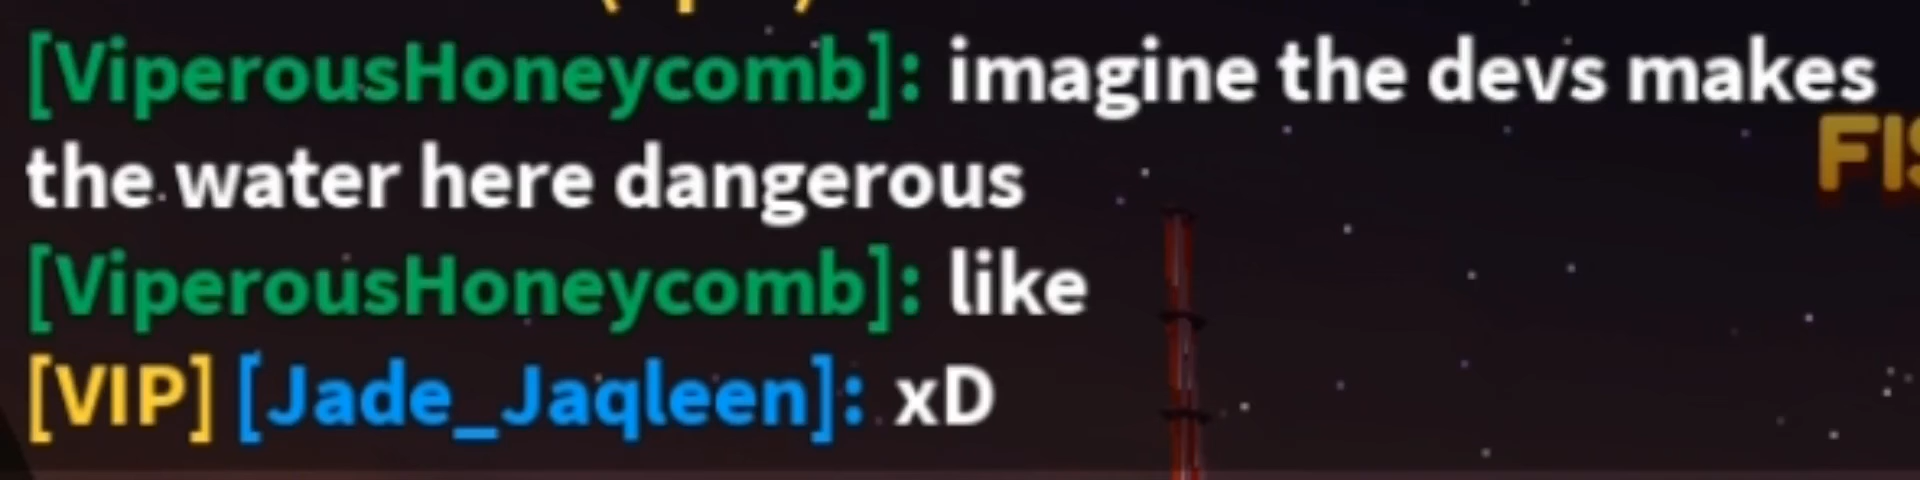 [ViperousHoneycomb]: imagine the devs makes
the water here dangerous
[ViperousHoneycomb]: like
[VIP] [Jade_Jaqleen]: xD